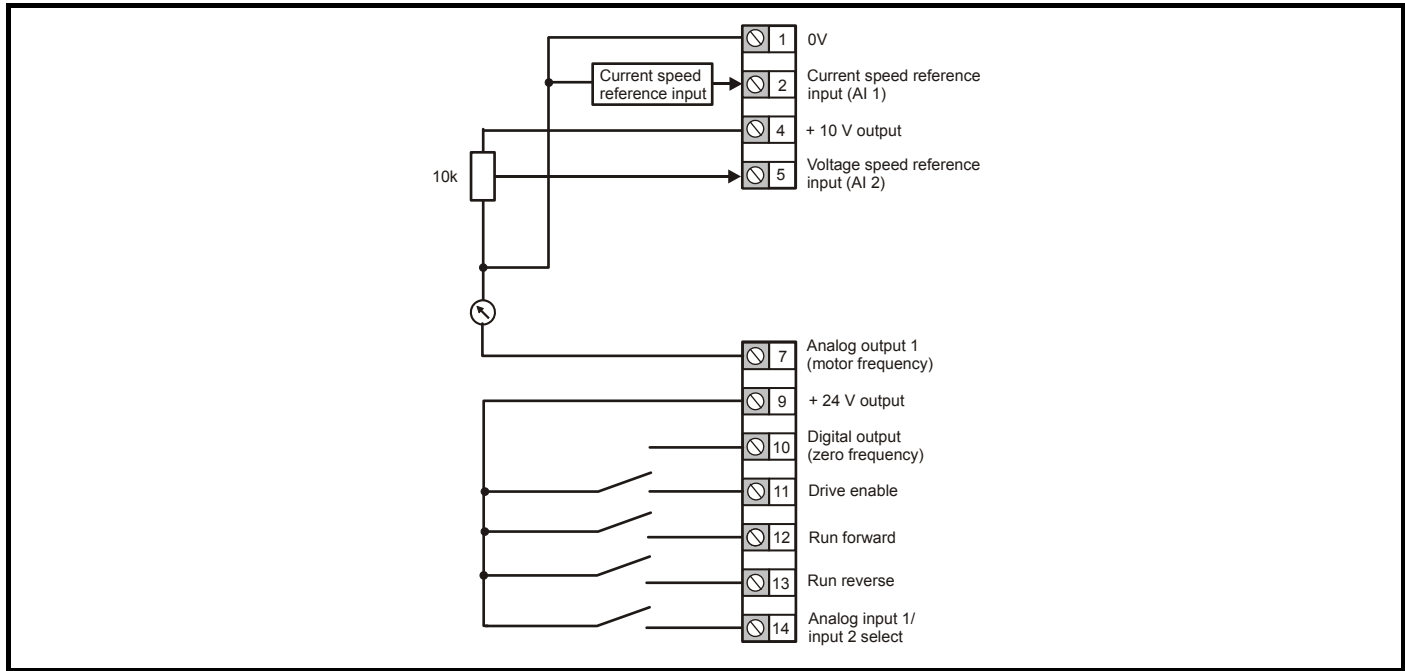 1 0V
Current speed
reference input
2 Current speed reference
input (AI 1)
4 + 10 V output
10k
5 Voltage speed reference
input (AI 2)
7 Analog output 1
(motor frequency)
9 + 24 V output
10 Digital output
(zero frequency)
11 Drive enable
12 Run forward
13 Run reverse
14 Analog input 1/
input 2 select